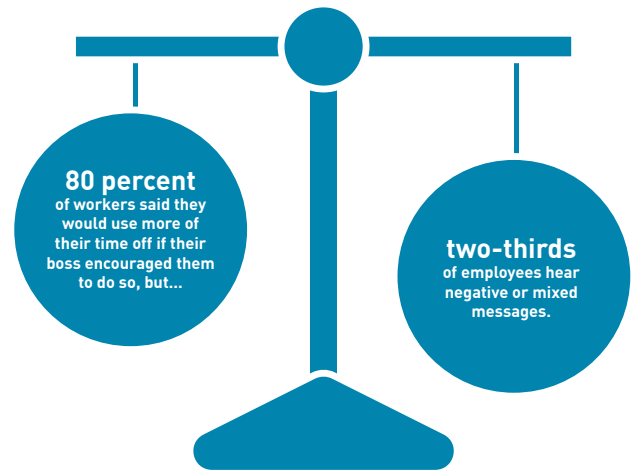 80 percent
of workers said they
would use more of
their time off if their
boss encouraged them
to do so, but...
two-thirds
of employees hear
negative or mixed
messages.